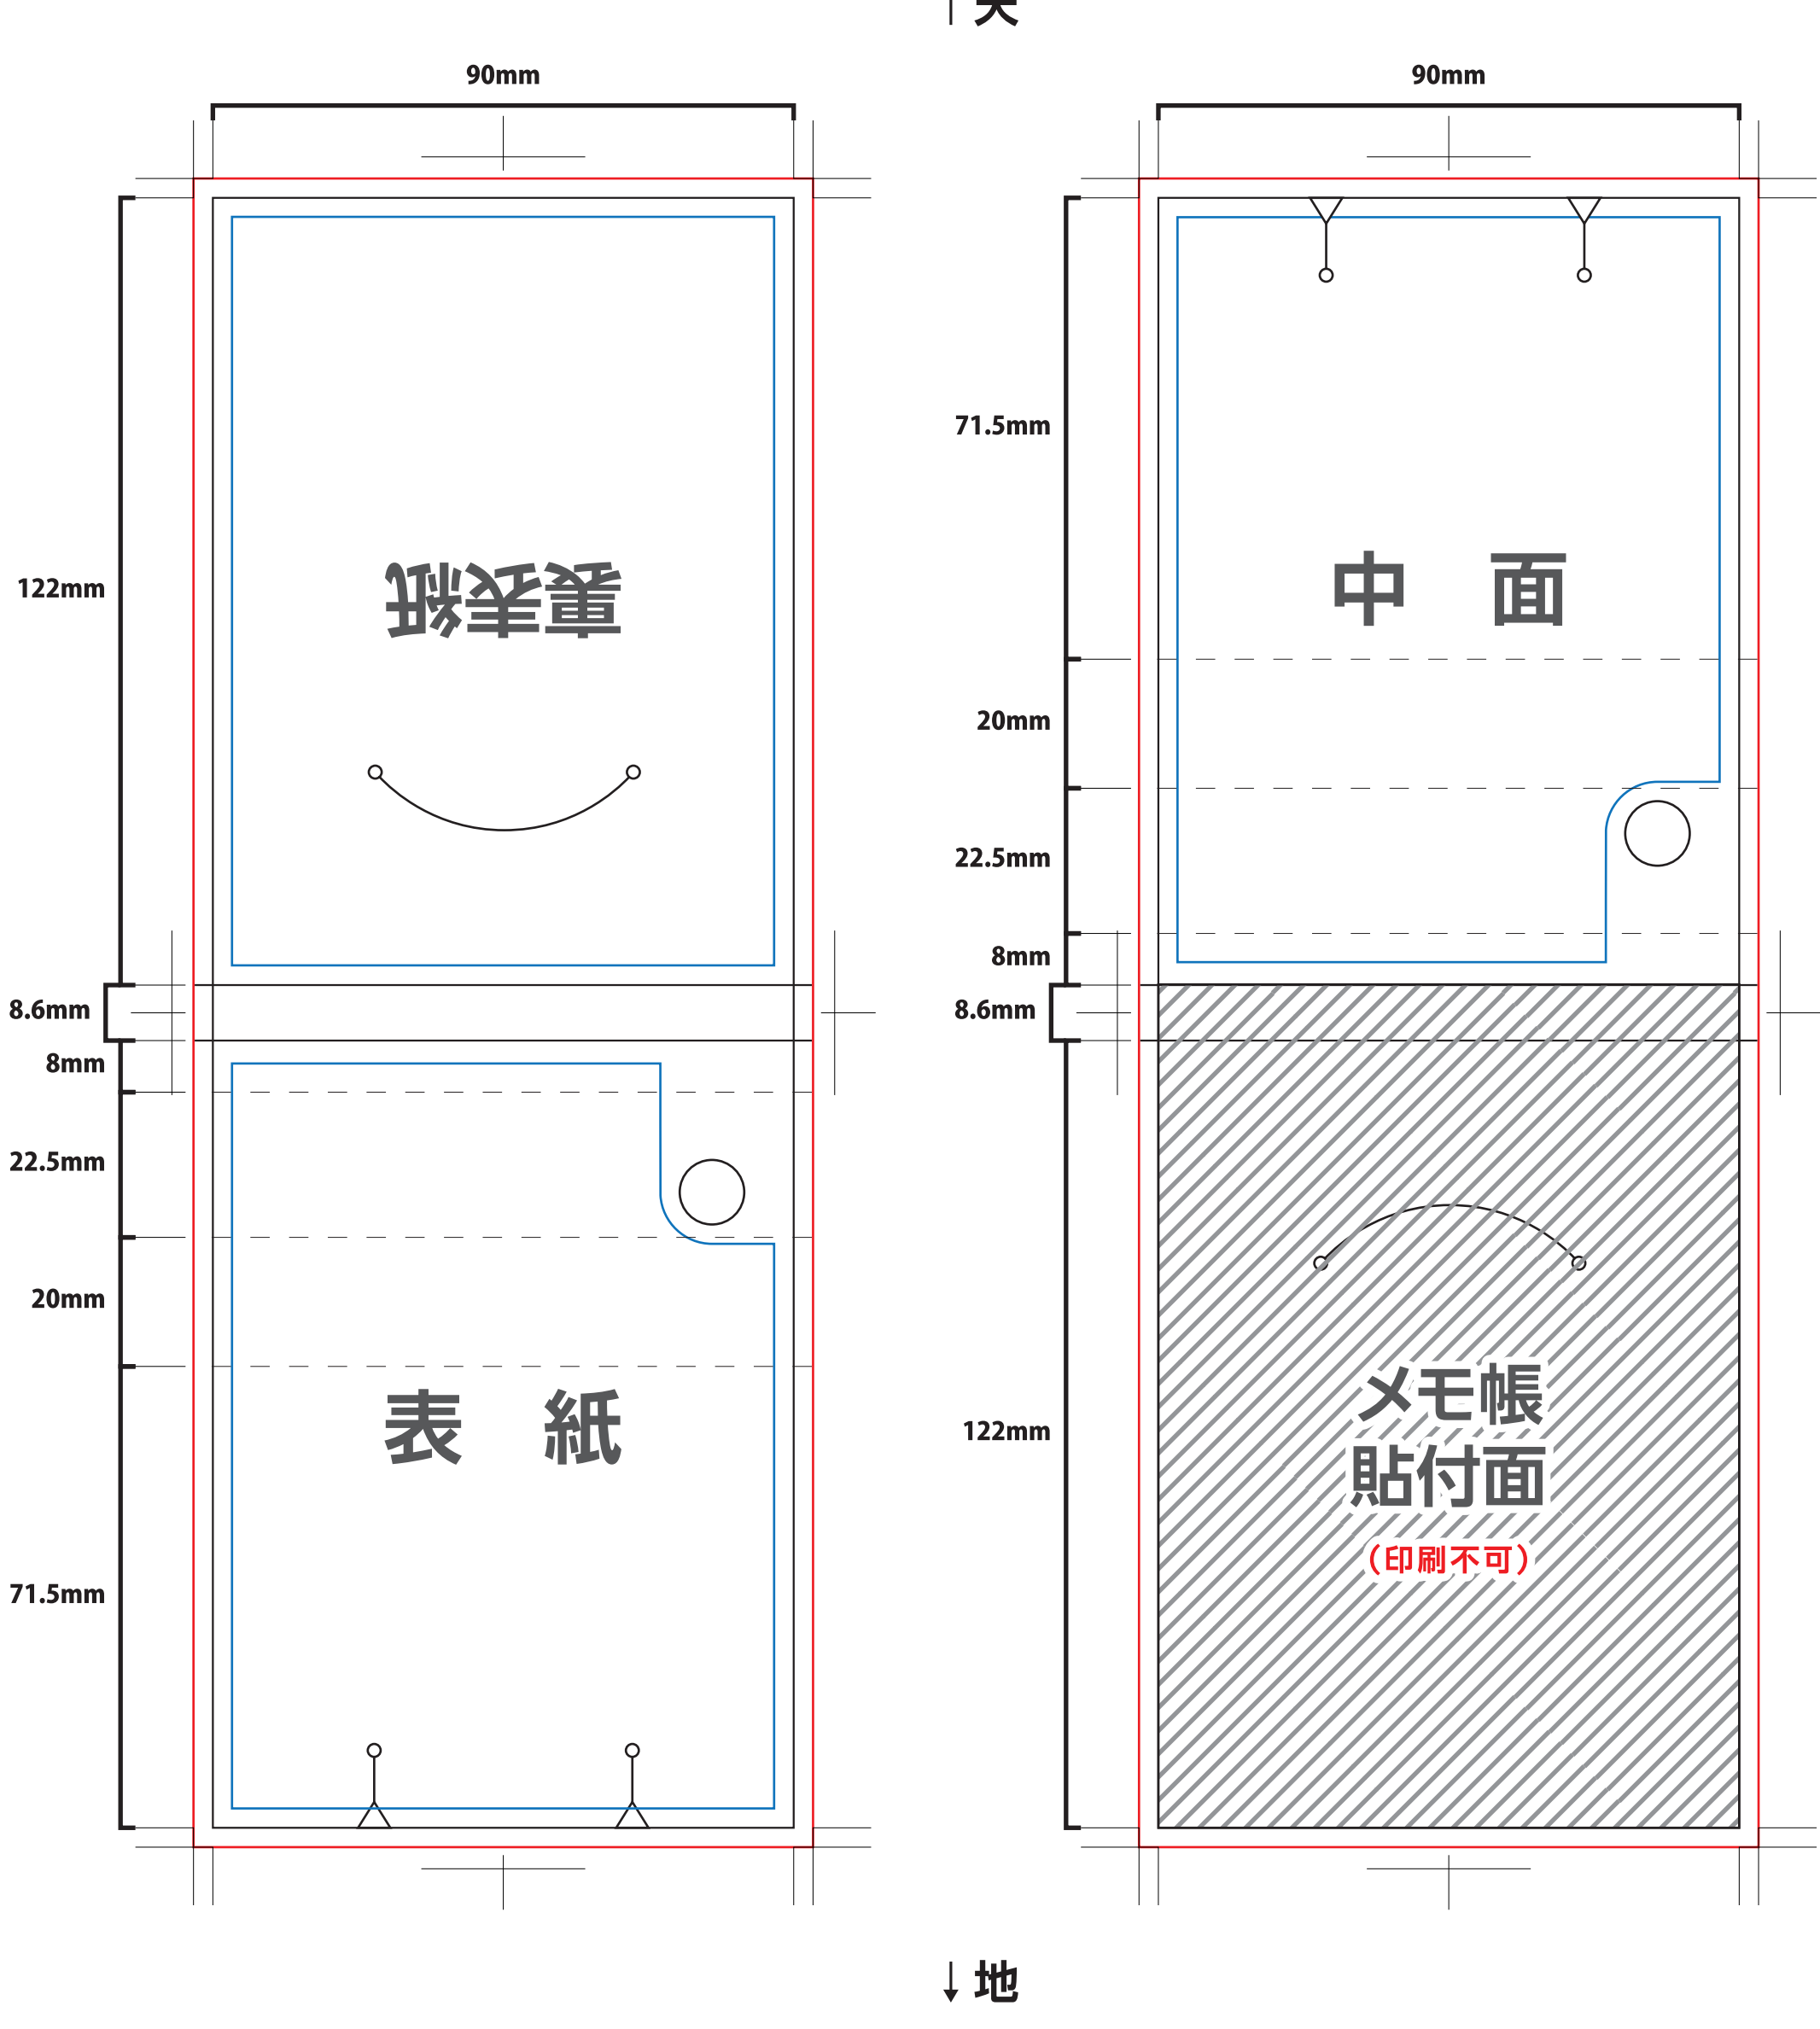 天
90mm
122mm
裏表紙
8.6mm
8mm
22.5mm
20mm
表 紙
71.5mm
90mm
71.5mm
中 面
20mm
22.5mm
8mm
8.6mm
122mm
メモ帳
貼付面
（印刷不可）
地